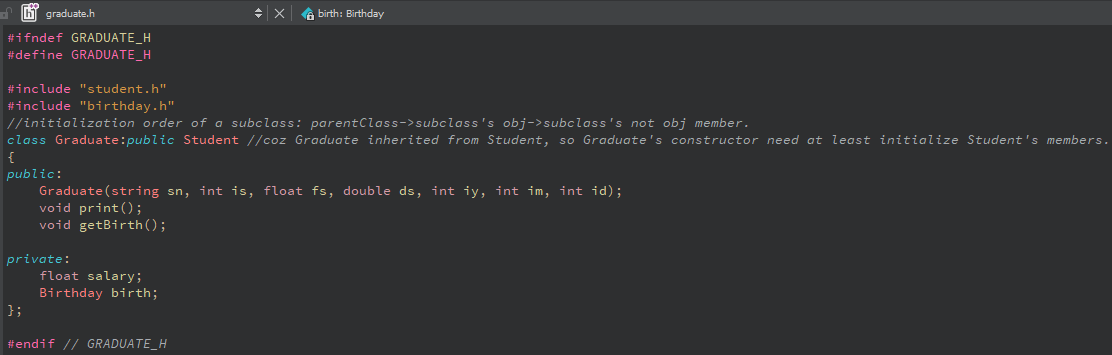 graduate.h birth: Birthday
#ifndef GRADUATE_H
#define GRADUATE_H
#include "student.h"
#include "birthday.h"
//initialization order of a subclass: parentClass->subclass's obj->subclass's not obj member.
class Graduate:public Student //coz Graduate inherited from Student, so Graduate's constructor need at least initialize Student's members.
{
public:
    Graduate(string sn, int is, float fs, double ds, int iy, int im, int id);
    void print();
    void getBirth();
private:
    float salary;
    Birthday birth;
};
#endif // GRADUATE_H